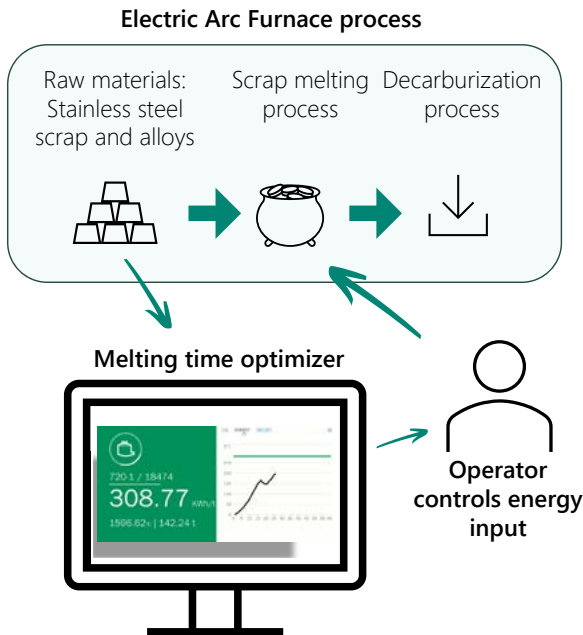 Electric Arc Furnace process
Raw materials:
Stainless steel
scrap and alloys
Scrap melting
process
Decarburization
process
Melting time optimizer
720 1 / 18474
308.77 KWh/t
1596.62t | 142.24 t
Operator
controls energy
input